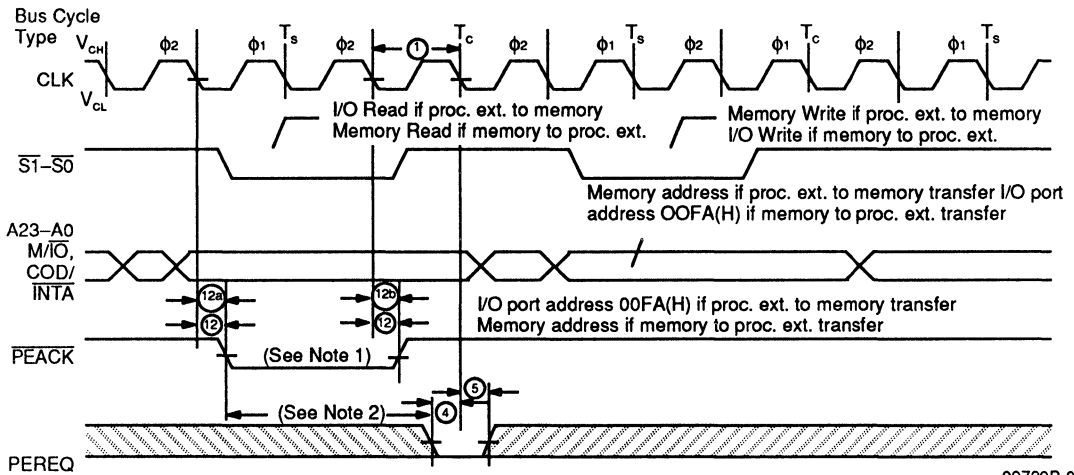 Bus Cycle
Type
V_CH ϕ2 ϕ1 T_s ϕ2 ① T_c ϕ2 ϕ1 T_s ϕ2 ϕ1 T_c ϕ2 ϕ1 T_s
CLK
V_CL
I/O Read if proc. ext. to memory
Memory Read if memory to proc. ext.
Memory Write if proc. ext. to memory
I/O Write if memory to proc. ext.
S1–S0
Memory address if proc. ext. to memory transfer I/O port
address OOFA(H) if memory to proc. ext. transfer
A23–A0
M/IO,
COD/
INTA
12a 12b
12 12
I/O port address 00FA(H) if proc. ext. to memory transfer
Memory address if memory to proc. ext. transfer
PEACK
(See Note 1)
(See Note 2) ④ ⑤
PEREQ